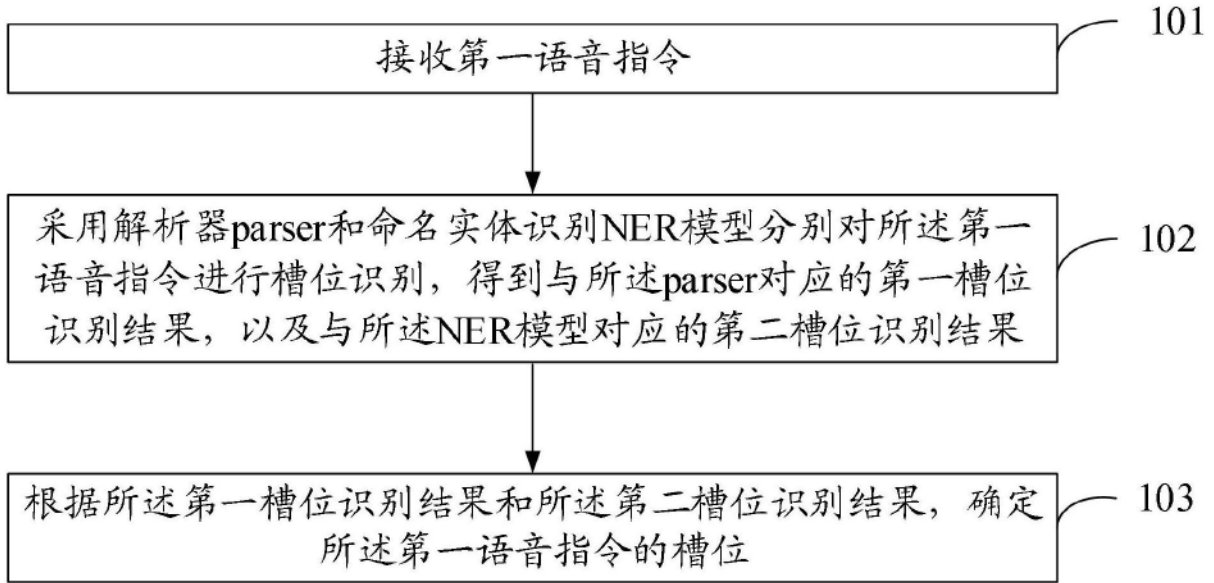 接收第一语音指令
101
采用解析器parser和命名实体识别NER模型分别对所述第一
语音指令进行槽位识别，得到与所述parser对应的第一槽位
识别结果，以及与所述NER模型对应的第二槽位识别结果
102
根据所述第一槽位识别结果和所述第二槽位识别结果，确定
所述第一语音指令的槽位
103